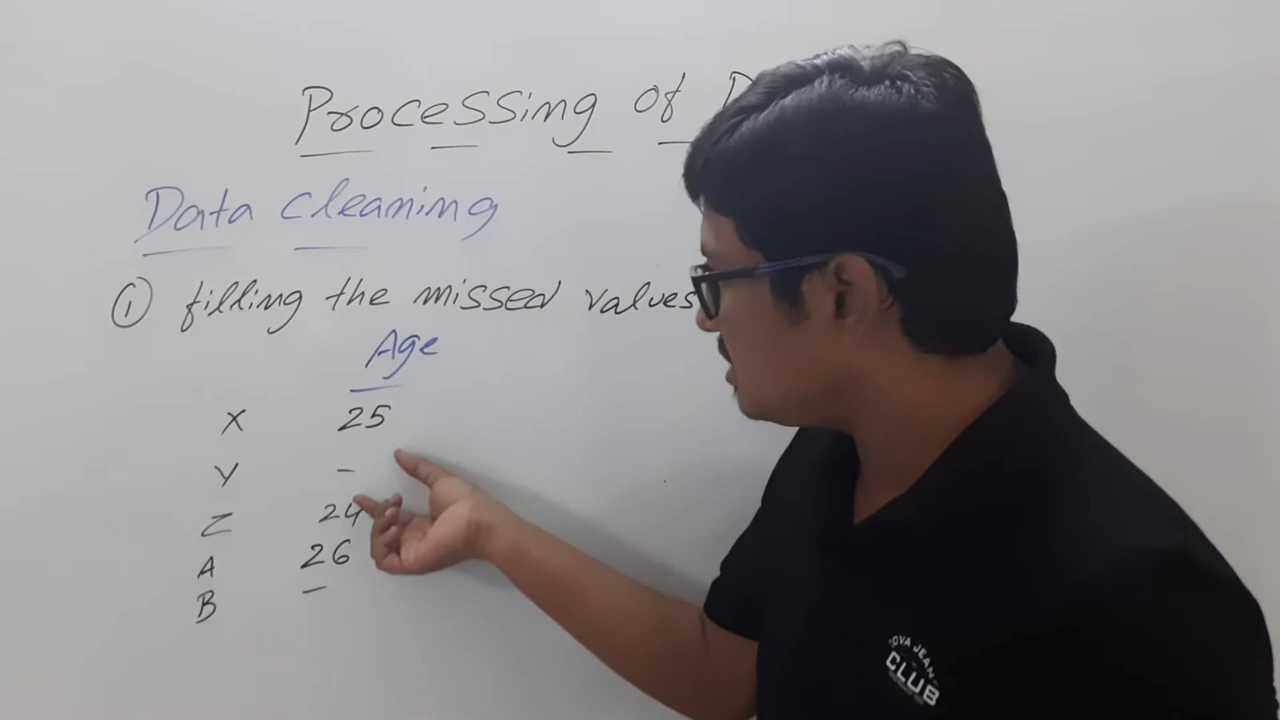 Processing of D
Data cleaning
① filling the missed values
Age
X 25
Y -
Z 24
A 26
B -
CLUB